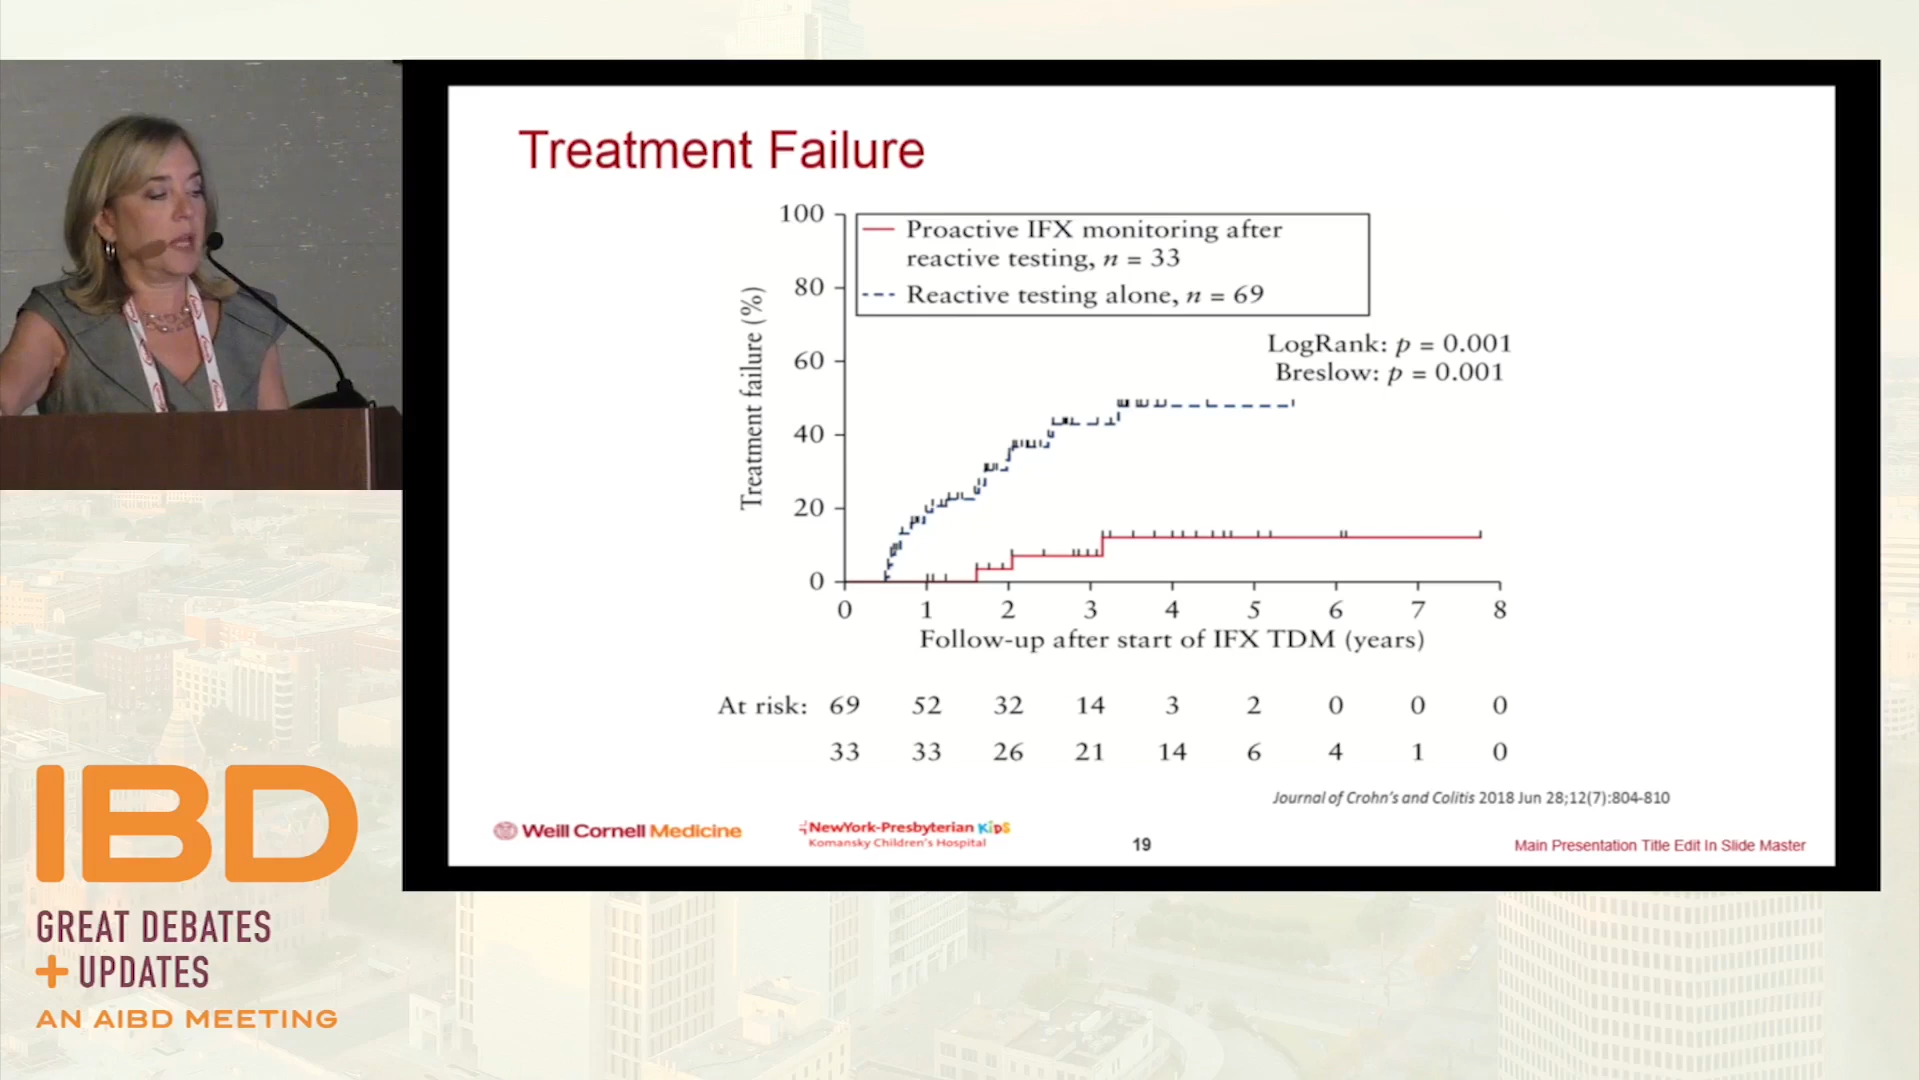 Treatment Failure
100
80
60
40
20
0
Treatment failure (%)
Proactive IFX monitoring after
reactive testing, n = 33
Reactive testing alone, n = 69
LogRank: p = 0.001
Breslow: p = 0.001
0 1 2 3 4 5 6 7 8
Follow-up after start of IFX TDM (years)
At risk: 69 52 32 14 3 2 0 0 0
33 33 26 21 14 6 4 1 0
Journal of Crohn's and Colitis 2018 Jun 28;12(7):804-810
Weill Cornell Medicine
NewYork-Presbyterian KiDS
Komansky Children's Hospital
19
Main Presentation Title Edit In Slide Master
IBD
GREAT DEBATES
+ UPDATES
AN AIBD MEETING